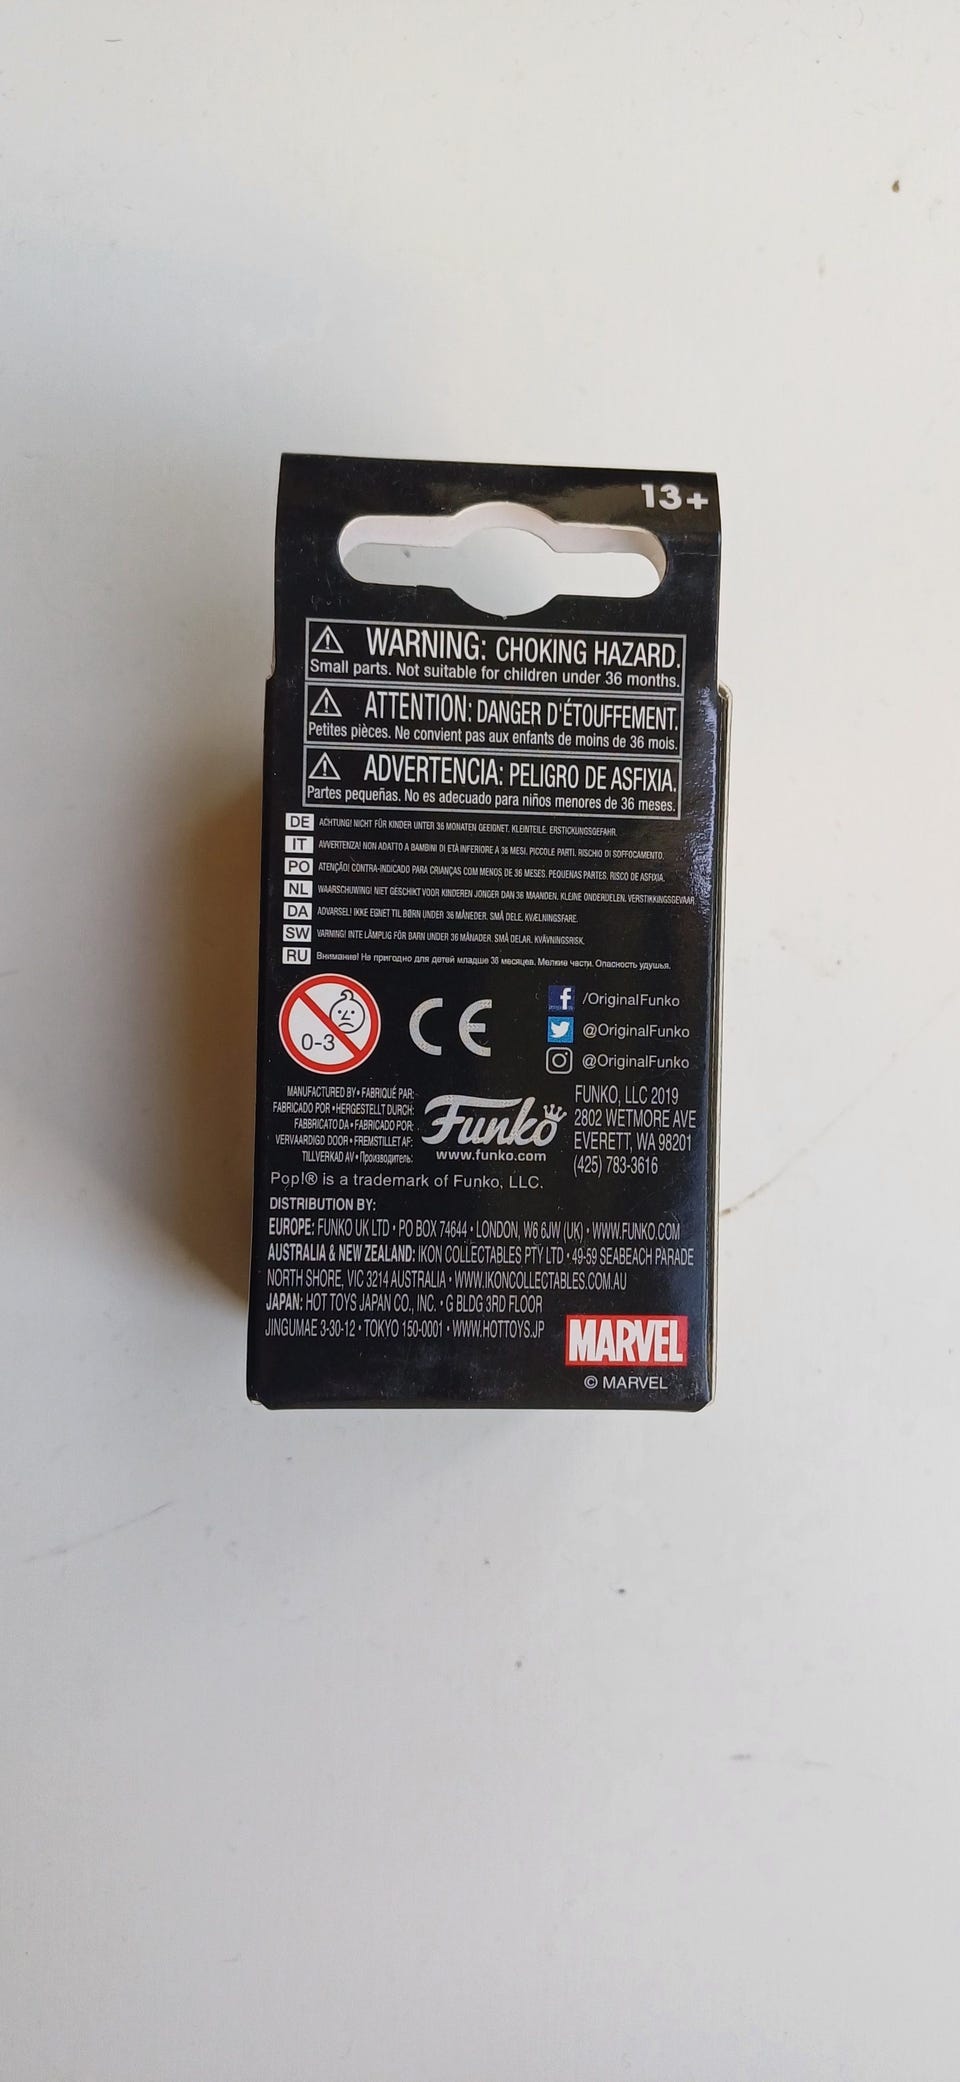 13+
WARNING: CHOKING HAZARD.
Small parts. Not suitable for children under 36 months.
ATTENTION: DANGER D'ÉTOUFFEMENT.
Petites pièces. Ne convient pas aux enfants de moins de 36 mois.
ADVERTENCIA: PELIGRO DE ASFIXIA.
Partes pequeñas. No es adecuado para niños menores de 36 meses.
DE ACHTUNG! NICHT FÜR KINDER UNTER 36 MONATEN GEEIGNET. KLEINTEILE. ERSTICKUNGSGEFAHR.
IT AVVERTENZA! NON ADATTO A BAMBINI DI ETÀ INFERIORE A 36 MESI. PICCOLE PARTI. RISCHIO DI SOFFOCAMENTO.
PO ATENÇÃO! CONTRA-INDICADO PARA CRIANÇAS COM MENOS DE 36 MESES. PEQUENAS PARTES. RISCO DE ASFIXIA.
NL WAARSCHUWING! NIET GESCHIKT VOOR KINDEREN JONGER DAN 36 MAANDEN. KLEINE ONDERDELEN. VERSTIKKINGSGEVAAR.
DA ADVARSEL! IKKE EGNET TIL BØRN UNDER 36 MÅNEDER. SMÅ DELE. KVÆLNINGSFARE.
SW VARNING! INTE LÄMPLIG FÖR BARN UNDER 36 MÅNADER. SMÅ DELAR. KVÄVNINGSRISK.
RU Внимание! Не пригодно для детей младше 36 месяцев. Мелкие части. Опасность удушья.
0-3
CE
/OriginalFunko
@OriginalFunko
@OriginalFunko
MANUFACTURED BY • FABRIQUÉ PAR:
FABRICADO POR • HERGESTELLT DURCH:
FABBRICATO DA • FABRICADO POR:
VERVAARDIGD DOOR • FREMSTILLET AF:
TILLVERKAD AV • Производитель:
Funko
www.funko.com
FUNKO, LLC 2019
2802 WETMORE AVE
EVERETT, WA 98201
(425) 783-3616
Pop!® is a trademark of Funko, LLC.
DISTRIBUTION BY:
EUROPE: FUNKO UK LTD • PO BOX 74644 • LONDON, W6 6JW (UK) • WWW.FUNKO.COM
AUSTRALIA & NEW ZEALAND: IKON COLLECTABLES PTY LTD • 49-59 SEABEACH PARADE
NORTH SHORE, VIC 3214 AUSTRALIA • WWW.IKONCOLLECTABLES.COM.AU
JAPAN: HOT TOYS JAPAN CO., INC. • G BLDG 3RD FLOOR
JINGUMAE 3-30-12 • TOKYO 150-0001 • WWW.HOTTOYS.JP
MARVEL
© MARVEL